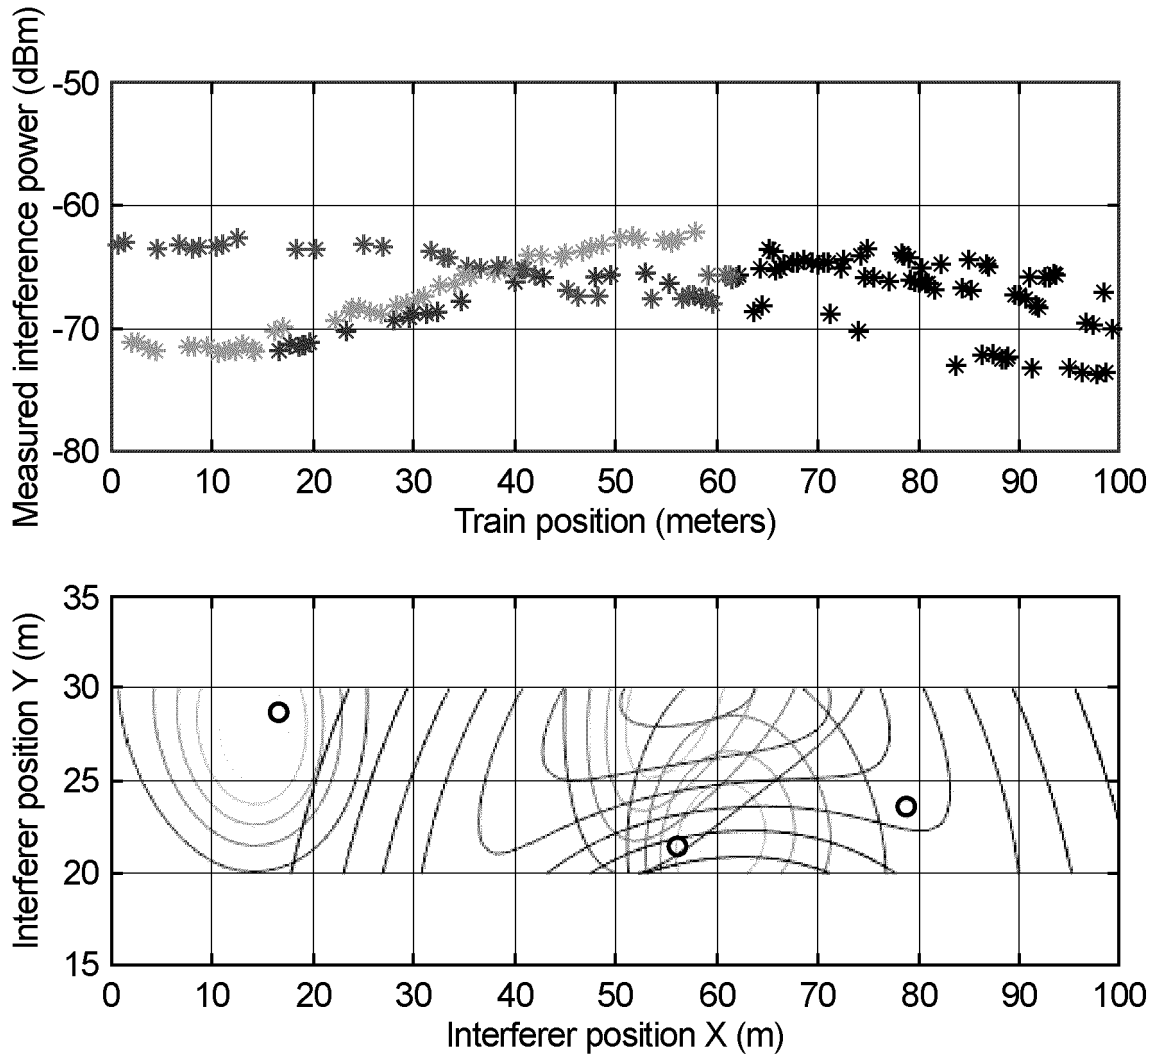 Measured interference power (dBm)
-50
-60
-70
-80
0 10 20 30 40 50 60 70 80 90 100
Train position (meters)
Interferer position Y (m)
35
30
25
20
15
0 10 20 30 40 50 60 70 80 90 100
Interferer position X (m)